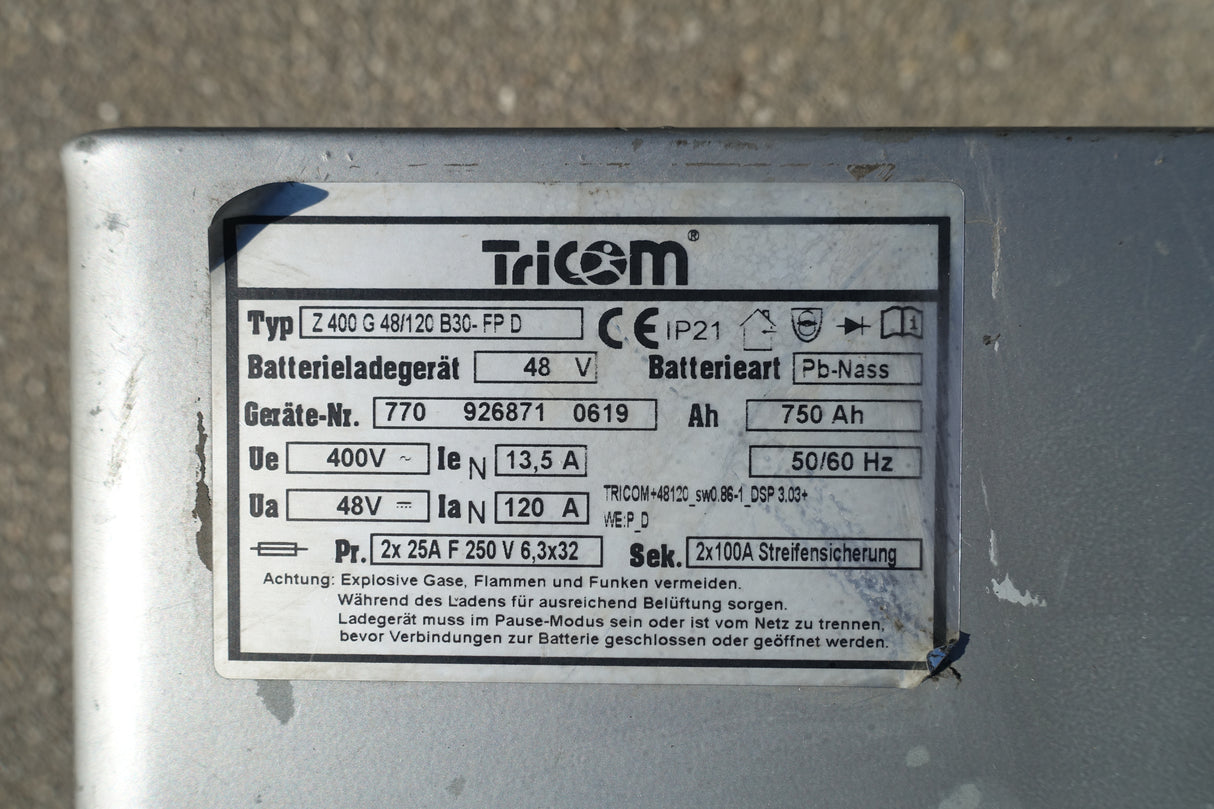 TriCOM®
Typ Z 400 G 48/120 B30- FP D CE IP21 i
Batterieladegerät 48 V Batterieart Pb-Nass
Geräte-Nr. 770 926871 0619 Ah 750 Ah
Ue 400V ~ Ie N 13,5 A 50/60 Hz
Ua 48V ⎓ Ia N 120 A TRICOM+48120_sw0.86-1_DSP 3.03+
WE:P_D
Pr. 2x 25A F 250 V 6,3x32 Sek. 2x100A Streifensicherung
Achtung: Explosive Gase, Flammen und Funken vermeiden.
Während des Ladens für ausreichend Belüftung sorgen.
Ladegerät muss im Pause-Modus sein oder ist vom Netz zu trennen,
bevor Verbindungen zur Batterie geschlossen oder geöffnet werden.